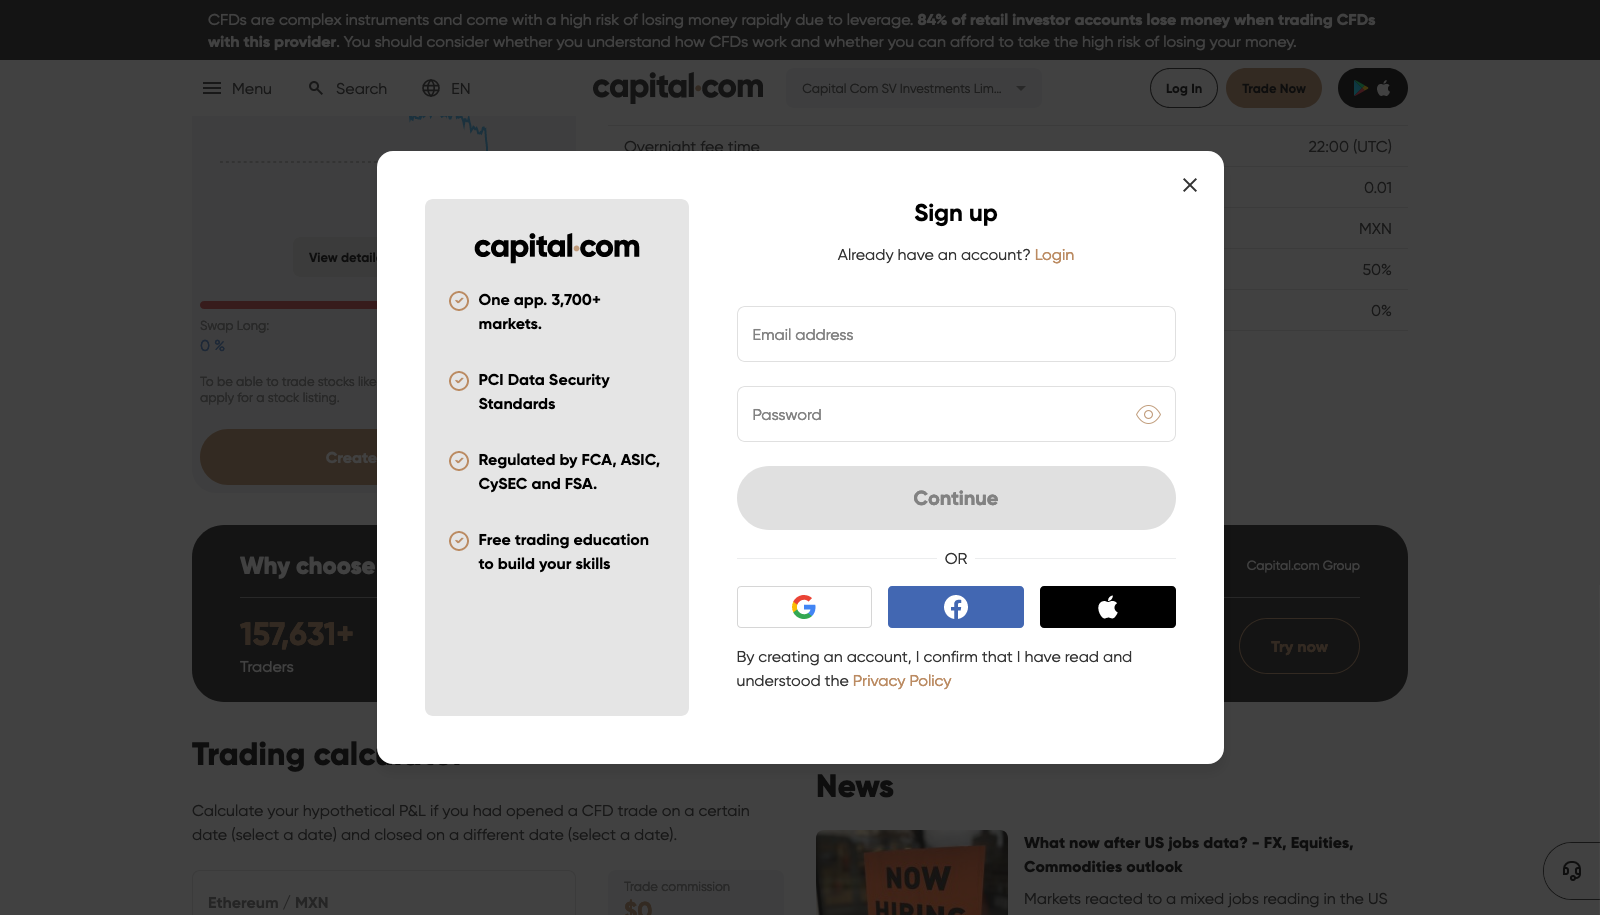 CFDs are complex instruments and come with a high risk of losing money rapidly due to leverage. 84% of retail investor accounts lose money when trading CFDs
with this provider. You should consider whether you understand how CFDs work and whether you can afford to take the high risk of losing your money.
Menu
Search
EN
capital.com
Capital Com SV Investments Lim...
Log In
Trade Now
Overnight fee time
22:00 (UTC)
0.01
MXN
50%
0%
View detaile
Swap Long:
0 %
To be able to trade stocks like
apply for a stock listing.
Create
Sign up
Already have an account? Login
capital.com
One app. 3,700+
markets.
PCI Data Security
Standards
Regulated by FCA, ASIC,
CySEC and FSA.
Free trading education
to build your skills
Email address
Password
Continue
OR
By creating an account, I confirm that I have read and
understood the Privacy Policy
Why choose
Capital.com Group
157,631+
Traders
Try now
Trading calculator
Calculate your hypothetical P&L if you had opened a CFD trade on a certain
date (select a date) and closed on a different date (select a date).
Ethereum / MXN
Trade commission
$0
News
NOW
HIRING
What now after US jobs data? - FX, Equities,
Commodities outlook
Markets reacted to a mixed jobs reading in the US